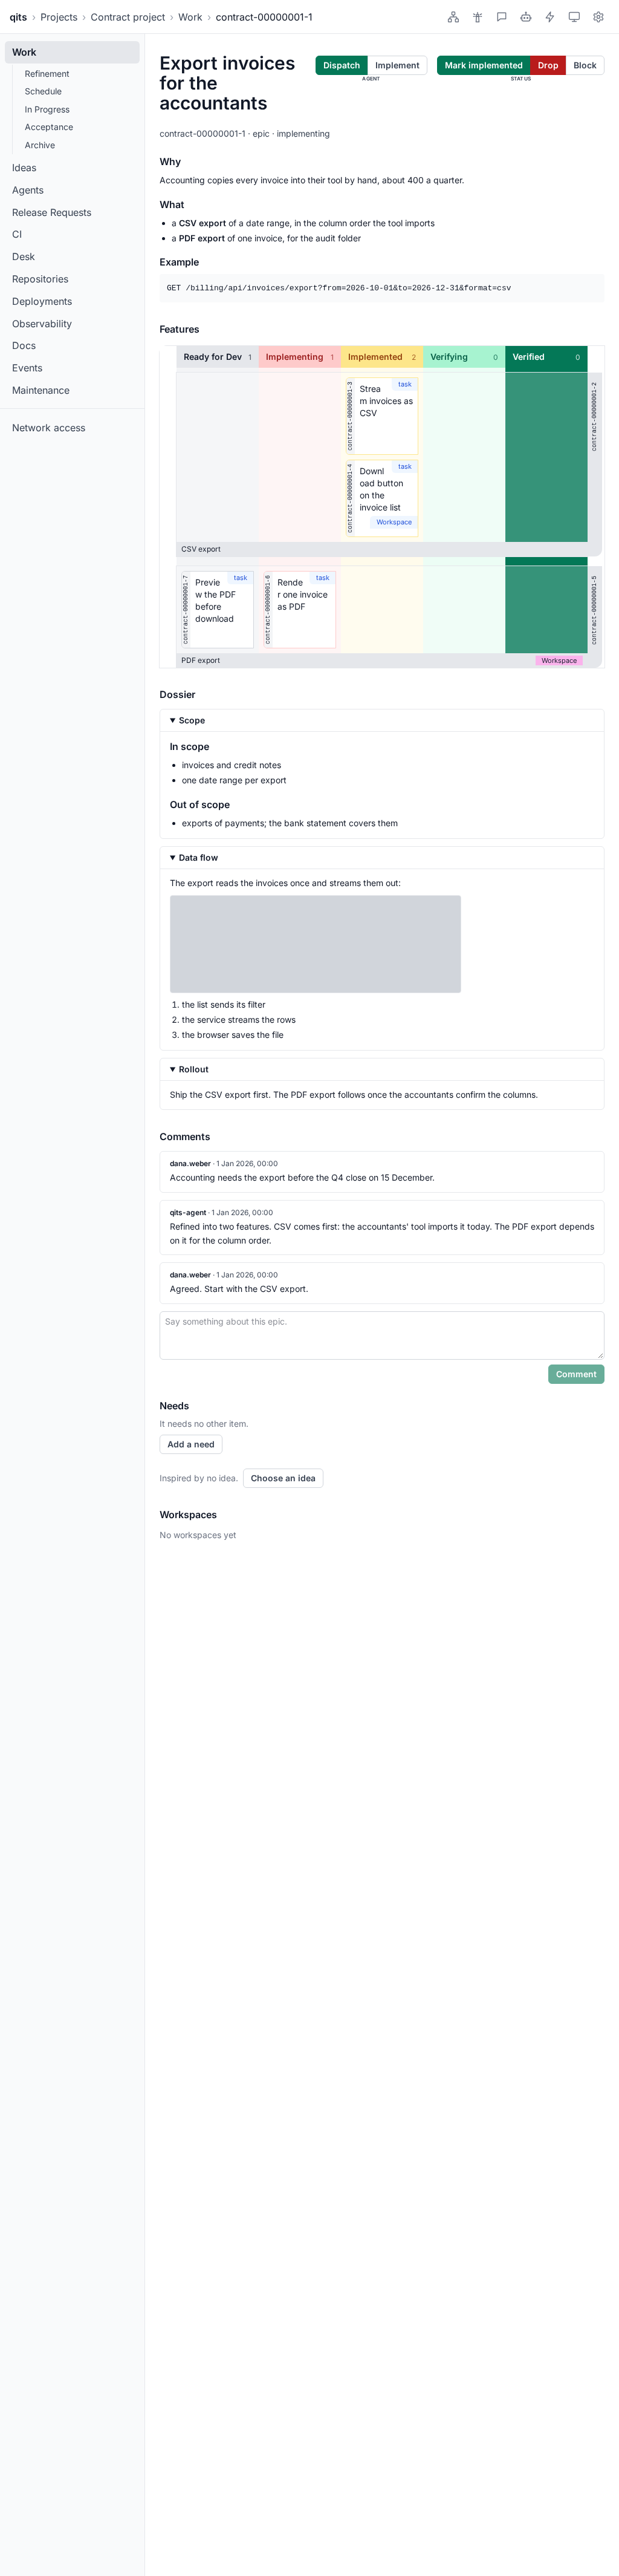 qits › Projects › Contract project › Work › contract-00000001-1
Work
Refinement
Schedule
In Progress
Acceptance
Archive
Ideas
Agents
Release Requests
CI
Desk
Repositories
Deployments
Observability
Docs
Events
Maintenance
Network access
Export invoices
for the
accountants
Dispatch Implement
AGENT
Mark implemented Drop Block
STATUS
contract-00000001-1 · epic · implementing
Why
Accounting copies every invoice into their tool by hand, about 400 a quarter.
What
• a CSV export of a date range, in the column order the tool imports
• a PDF export of one invoice, for the audit folder
Example
GET /billing/api/invoices/export?from=2026-10-01&to=2026-12-31&format=csv
Features
Ready for Dev 1 Implementing 1 Implemented 2 Verifying 0 Verified 0
contract-00000001-3
task
Strea
m invoices as
CSV
contract-00000001-2
contract-00000001-4
task
Downl
oad button
on the
invoice list
Workspace
CSV export
contract-00000001-7
task
Previe
w the PDF
before
download
contract-00000001-6
task
Rende
r one invoice
as PDF
contract-00000001-5
PDF export
Workspace
Dossier
▼ Scope
In scope
• invoices and credit notes
• one date range per export
Out of scope
• exports of payments; the bank statement covers them
▼ Data flow
The export reads the invoices once and streams them out:
1. the list sends its filter
2. the service streams the rows
3. the browser saves the file
▼ Rollout
Ship the CSV export first. The PDF export follows once the accountants confirm the columns.
Comments
dana.weber · 1 Jan 2026, 00:00
Accounting needs the export before the Q4 close on 15 December.
qits-agent · 1 Jan 2026, 00:00
Refined into two features. CSV comes first: the accountants' tool imports it today. The PDF export depends
on it for the column order.
dana.weber · 1 Jan 2026, 00:00
Agreed. Start with the CSV export.
Say something about this epic.
Comment
Needs
It needs no other item.
Add a need
Inspired by no idea. Choose an idea
Workspaces
No workspaces yet